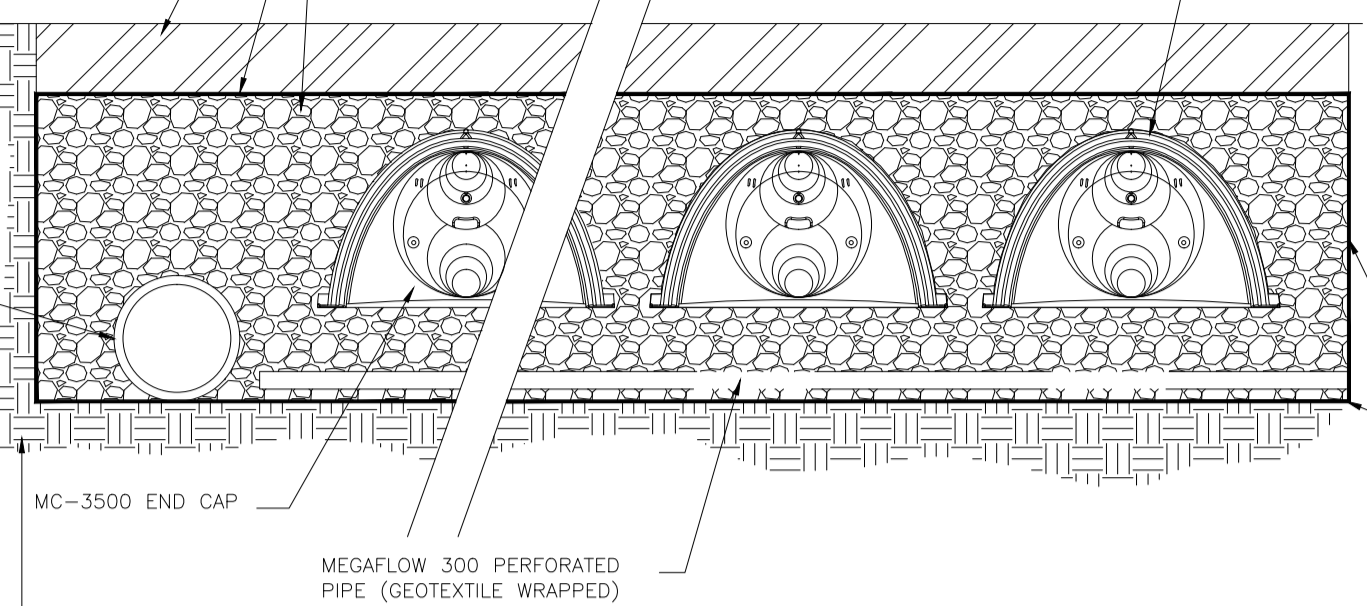 MC-3500 END CAP
MEGAFLOW 300 PERFORATED
PIPE (GEOTEXTILE WRAPPED)